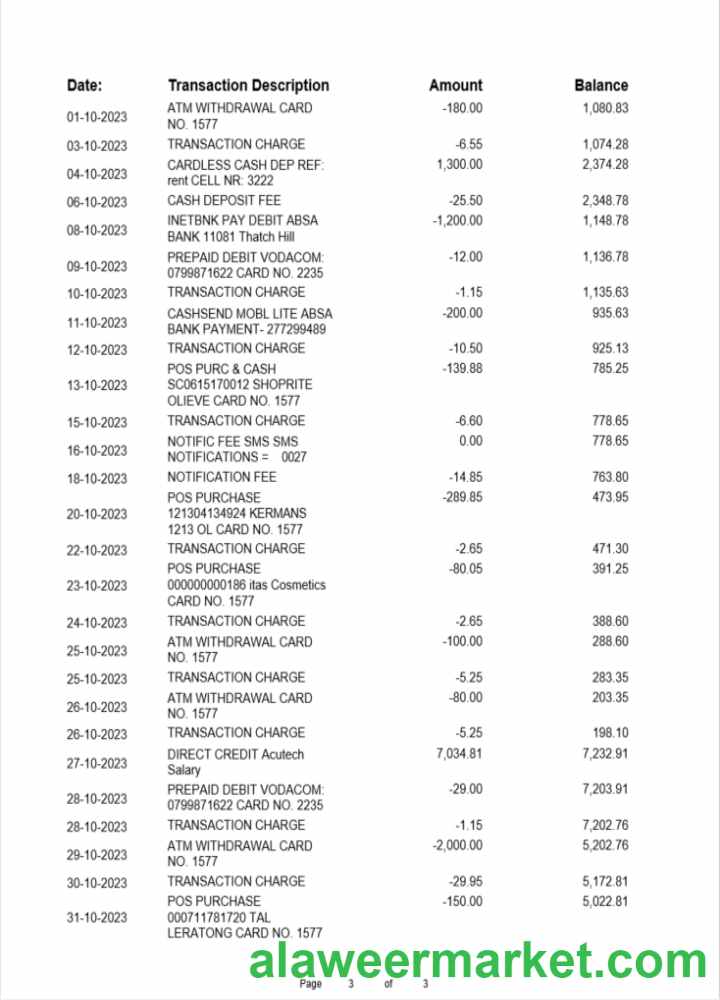 Date: Transaction Description Amount Balance
01-10-2023 ATM WITHDRAWAL CARD -180.00 1,080.83
NO. 1577
03-10-2023 TRANSACTION CHARGE -6.55 1,074.28
04-10-2023 CARDLESS CASH DEP REF: 1,300.00 2,374.28
rent CELL NR: 3222
06-10-2023 CASH DEPOSIT FEE -25.50 2,348.78
08-10-2023 INETBNK PAY DEBIT ABSA -1,200.00 1,148.78
BANK 11081 Thatch Hill
09-10-2023 PREPAID DEBIT VODACOM: -12.00 1,136.78
0799871622 CARD NO. 2235
10-10-2023 TRANSACTION CHARGE -1.15 1,135.63
11-10-2023 CASHSEND MOBL LITE ABSA -200.00 935.63
BANK PAYMENT- 277299489
12-10-2023 TRANSACTION CHARGE -10.50 925.13
13-10-2023 POS PURC & CASH -139.88 785.25
SC0615170012 SHOPRITE
OLIEVE CARD NO. 1577
15-10-2023 TRANSACTION CHARGE -6.60 778.65
16-10-2023 NOTIFIC FEE SMS SMS 0.00 778.65
NOTIFICATIONS = 0027
18-10-2023 NOTIFICATION FEE -14.85 763.80
20-10-2023 POS PURCHASE -289.85 473.95
121304134924 KERMANS
1213 OL CARD NO. 1577
22-10-2023 TRANSACTION CHARGE -2.65 471.30
23-10-2023 POS PURCHASE -80.05 391.25
000000000186 itas Cosmetics
CARD NO. 1577
24-10-2023 TRANSACTION CHARGE -2.65 388.60
25-10-2023 ATM WITHDRAWAL CARD -100.00 288.60
NO. 1577
25-10-2023 TRANSACTION CHARGE -5.25 283.35
26-10-2023 ATM WITHDRAWAL CARD -80.00 203.35
NO. 1577
26-10-2023 TRANSACTION CHARGE -5.25 198.10
27-10-2023 DIRECT CREDIT Acutech 7,034.81 7,232.91
Salary
28-10-2023 PREPAID DEBIT VODACOM: -29.00 7,203.91
0799871622 CARD NO. 2235
28-10-2023 TRANSACTION CHARGE -1.15 7,202.76
29-10-2023 ATM WITHDRAWAL CARD -2,000.00 5,202.76
NO. 1577
30-10-2023 TRANSACTION CHARGE -29.95 5,172.81
31-10-2023 POS PURCHASE -150.00 5,022.81
000711781720 TAL
LERATONG CARD NO. 1577
alaweermarket.com
Page 3 of 3